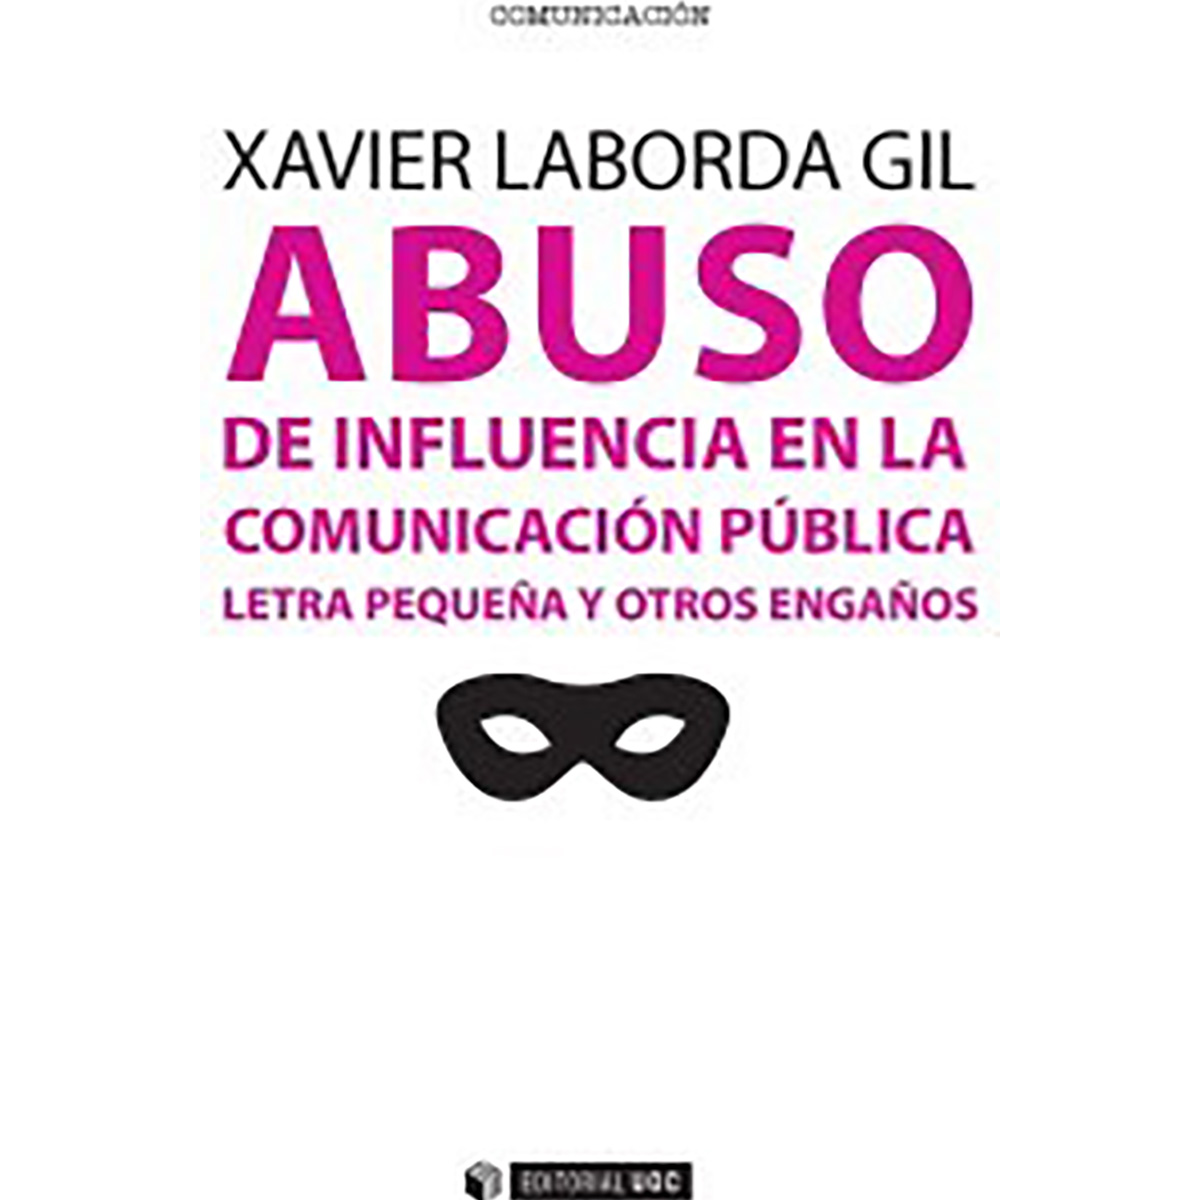 COMUNICACIÓN
XAVIER LABORDA GIL
ABUSO
DE INFLUENCIA EN LA
COMUNICACIÓN PÚBLICA
LETRA PEQUEÑA Y OTROS ENGAÑOS
EDITORIAL UOC